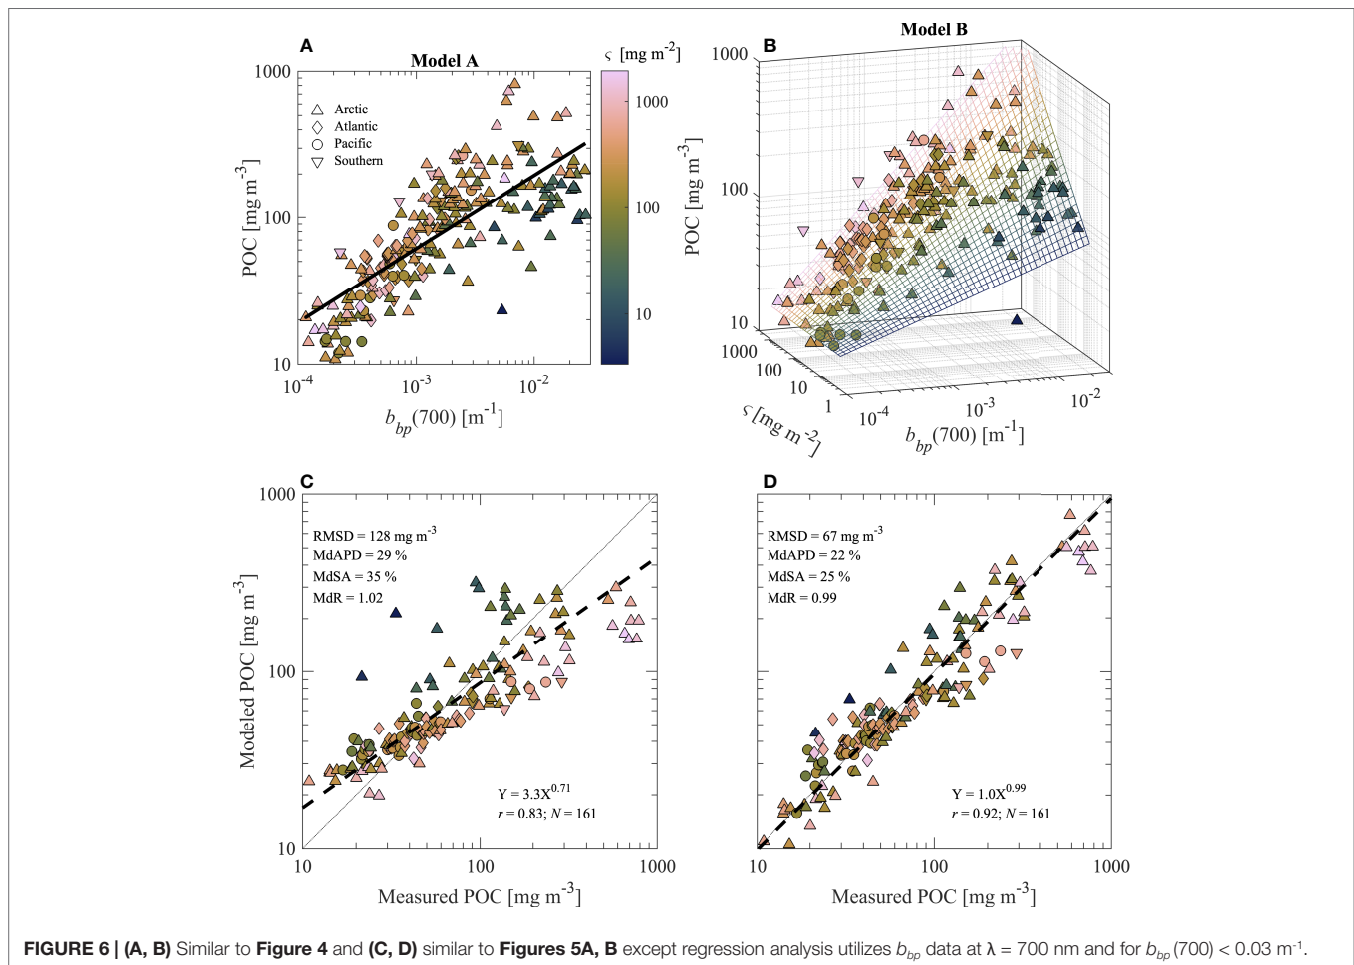 A
Model A
ς [mg m-2]
1000
100
10
Arctic
Atlantic
Pacific
Southern
POC [mg m-3]
1000
100
10
10-4
10-3
10-2
bbp(700) [m-1]
B
Model B
POC [mg m-3]
1000
100
10
1000
100
10
1
ς [mg m-2]
10-4
10-3
10-2
bbp(700) [m-1]
C
RMSD = 128 mg m-3
MdAPD = 29 %
MdSA = 35 %
MdR = 1.02
Y = 3.3X0.71
r = 0.83; N = 161
Modeled POC [mg m-3]
1000
100
10
10
100
1000
Measured POC [mg m-3]
D
RMSD = 67 mg m-3
MdAPD = 22 %
MdSA = 25 %
MdR = 0.99
Y = 1.0X0.99
r = 0.92; N = 161
10
100
1000
Measured POC [mg m-3]
FIGURE 6 | (A, B) Similar to Figure 4 and (C, D) similar to Figures 5A, B except regression analysis utilizes bbp data at λ = 700 nm and for bbp (700) < 0.03 m-1.